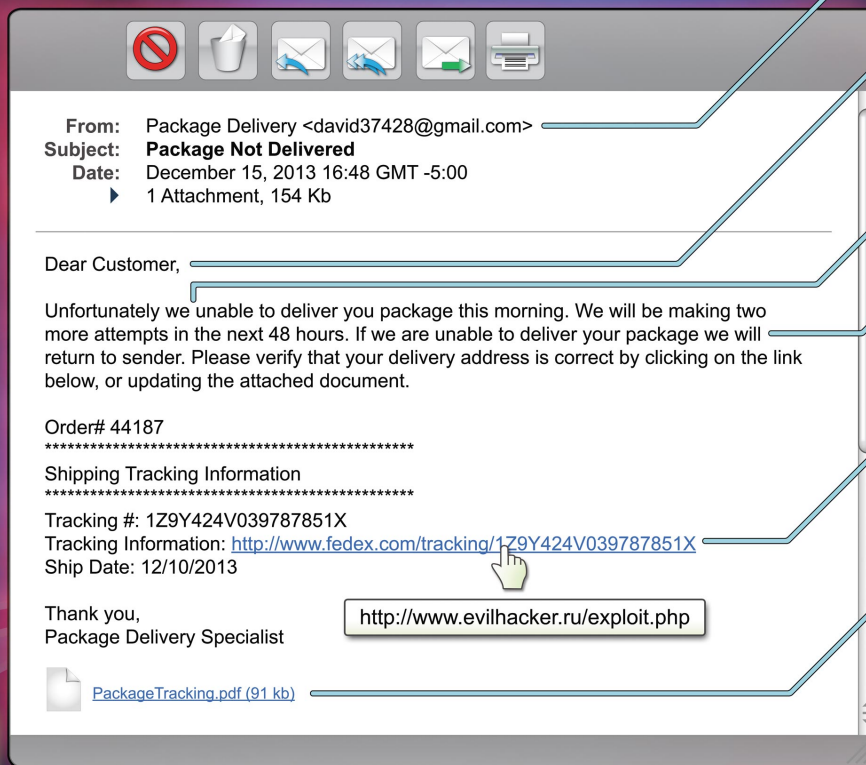 From: Package Delivery <david37428@gmail.com>
Subject: Package Not Delivered
Date: December 15, 2013 16:48 GMT -5:00
1 Attachment, 154 Kb
Dear Customer,
Unfortunately we unable to deliver you package this morning. We will be making two
more attempts in the next 48 hours. If we are unable to deliver your package we will
return to sender. Please verify that your delivery address is correct by clicking on the link
below, or updating the attached document.
Order# 44187
*************************************************
Shipping Tracking Information
*************************************************
Tracking #: 1Z9Y424V039787851X
Tracking Information: http://www.fedex.com/tracking/1Z9Y424V039787851X
Ship Date: 12/10/2013
http://www.evilhacker.ru/exploit.php
Thank you,
Package Delivery Specialist
PackageTracking.pdf (91 kb)